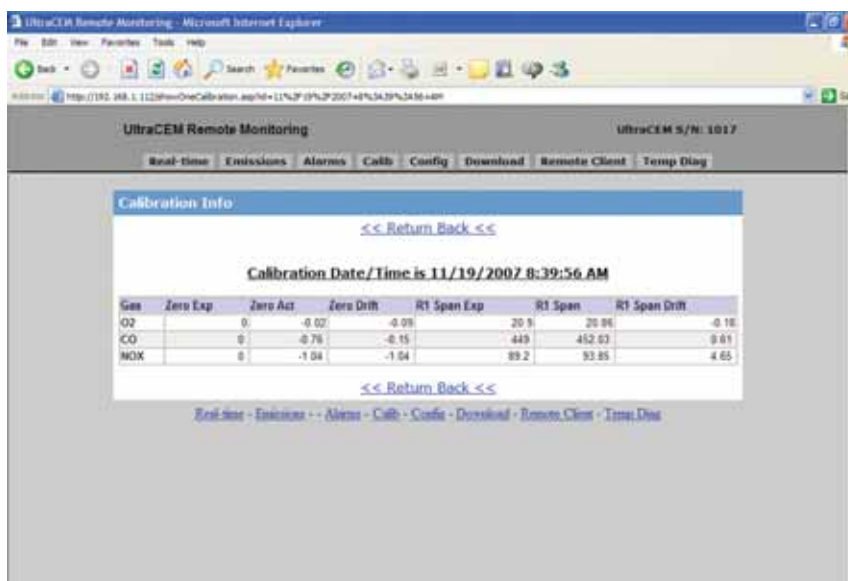 UltraCEM Remote Monitoring - Microsoft Internet Explorer
File Edit View Favorites Tools Help
Back Search Favorites
UltraCEM Remote Monitoring UltraCEM S/N: 1017
Real-time Emissions Alarms Calib Config Download Remote Client Temp Diag
Calibration Info
<< Return Back <<
Calibration Date/Time is 11/19/2007 8:39:56 AM
Gas Zero Exp Zero Act Zero Drift R1 Span Exp R1 Span R1 Span Drift
O2 0 -0.02 20.9 20.86
CO 0 -0.76 -0.15 449 452.03 0.61
NOX 0 -1.04 -1.04 89.2 93.85 4.65
<< Return Back <<
Real-time - Emissions - - Alarms - Calib - Config - Download - Remote Client - Temp Diag